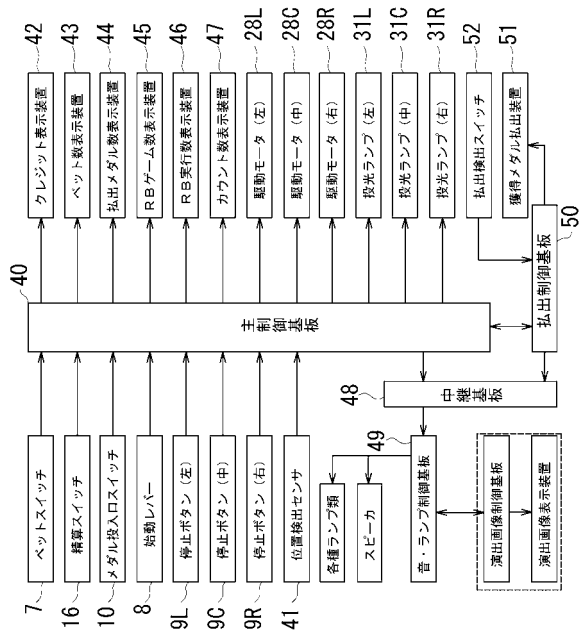 7 ベットスイッチ
16 精算スイッチ
10 メダル投入口スイッチ
8 始動レバー
9L 停止ボタン (左)
9C 停止ボタン (中)
9R 停止ボタン (右)
41 位置検出センサ
40
主制御基板
クレジット表示装置 42
ベット数表示装置 43
払出メダル数表示装置 44
RBゲーム数表示装置 45
RB実行数表示装置 46
カウント数表示装置 47
駆動モータ (左) 28L
駆動モータ (中) 28C
駆動モータ (右) 28R
投光ランプ (左) 31L
投光ランプ (中) 31C
投光ランプ (右) 31R
払出検出スイッチ 52
獲得メダル払出装置 51
払出制御基板 50
48 中継基板
49
音・ランプ制御基板
各種ランプ類
スピーカ
演出画像制御基板
演出画像表示装置